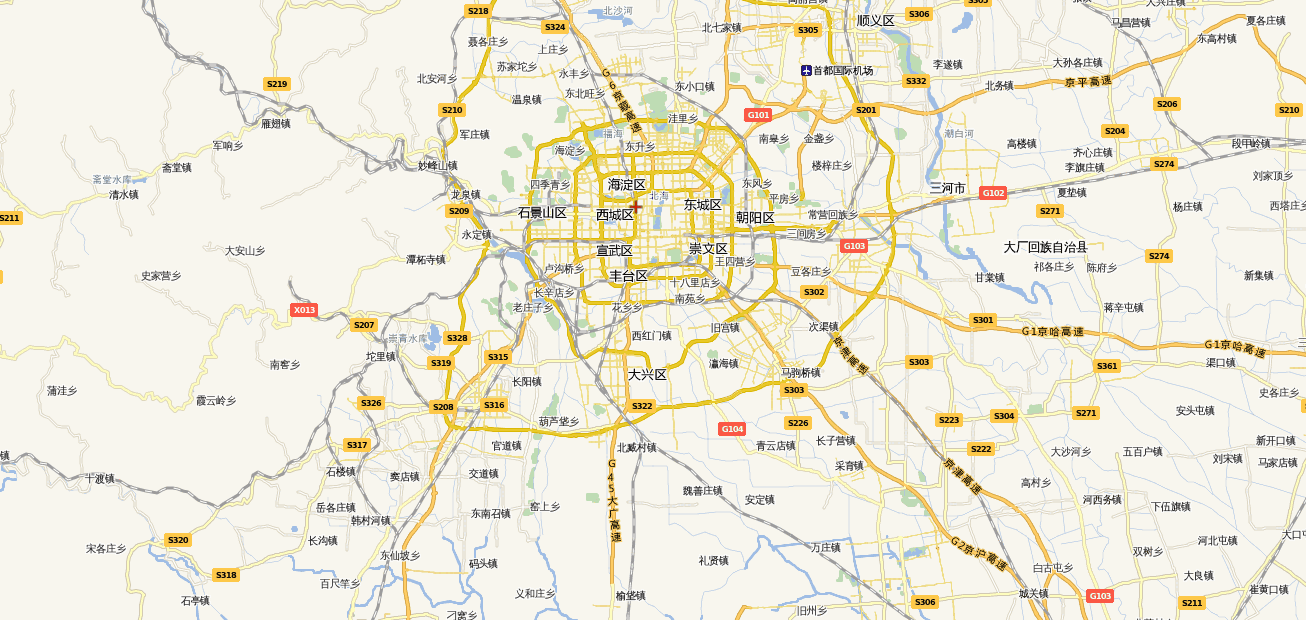 S218
北沙河
S306
顺义区
S305
北七家镇
S324
马昌营镇
夏各庄乡
东高村镇
聂各庄乡
上庄乡
苏家坨乡
永丰乡
北安河乡
首都国际机场
李遂镇
大孙各庄镇
S219
G6京藏高速
东小口镇
S332
北务镇
京平高速
温泉镇
东北旺乡
S210
S201
S206
S210
雁翅镇
G101
洼里乡
军庄镇
福海
南皋乡
金盏乡
潮白河
S204
高楼镇
段甲岭镇
军响乡
东升乡
海淀乡
齐心庄镇
斋堂镇
妙峰山镇
楼梓庄乡
李旗庄镇
S274
斋堂水库
清水镇
龙泉镇
四季青乡
海淀区
东风乡
三河市
G102
夏垫镇
刘家顶乡
北海
平房乡
东城区
S211
S209
石景山区
西城区
朝阳区
常营回族乡
S271
杨庄镇
西塔庄乡
永定镇
三间房乡
G103
大安山乡
宣武区
崇文区
大厂回族自治县
S274
潭柘寺镇
卢沟桥乡
丰台区
王四营乡
豆各庄乡
祁各庄乡
陈府乡
史家营乡
甘棠镇
新集镇
十八里店乡
长辛店乡
S302
南苑乡
老庄子乡
花乡乡
蒋辛屯镇
X013
S207
西红门镇
旧宫镇
次渠镇
S301
G1京哈高速
崇青水库
S328
G1京哈高速
坨里镇
S315
南窖乡
S319
瀛海镇
S303
S361
渠口镇
马驹桥镇
大兴区
长阳镇
蒲洼乡
S303
史各庄乡
霞云岭乡
S326
S208
S316
S322
安头屯镇
葫芦垡乡
S226
S223
S304
S271
G104
S317
官道镇
北臧村镇
青云店镇
长子营镇
S222
大沙河乡
五百户镇
新开口镇
刘宋镇
马家店镇
采育镇
石楼镇
窦店镇
交道镇
十渡镇
京津高速
高村乡
魏善庄镇
安定镇
河西务镇
下伍旗镇
岳各庄镇
窑上乡
东南召镇
韩村河镇
G45大广高速
S320
长沟镇
河北屯镇
宋各庄乡
东仙坡乡
万庄镇
G2京沪高速
双树乡
码头镇
礼贤镇
白古屯乡
S318
百尺竿乡
大良镇
义和庄乡
榆垡镇
城关镇
G103
崔黄口镇
石亭镇
S306
S211
旧州乡
刁窝乡